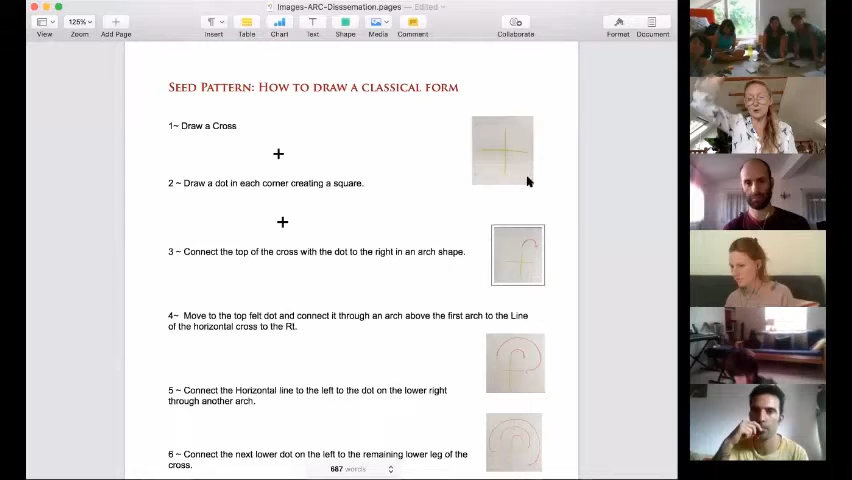 Images-ARC-Disssemation.pages — Edited
125%
View
Zoom
Add Page
Insert
Table
Chart
Text
Shape
Media
Comment
Collaborate
Format
Document
SEED PATTERN: HOW TO DRAW A CLASSICAL FORM
1~ Draw a Cross
+
2 ~ Draw a dot in each corner creating a square.
+
3 ~ Connect the top of the cross with the dot to the right in an arch shape.
4~ Move to the top felt dot and connect it through an arch above the first arch to the Line
of the horizontal cross to the Rt.
5 ~ Connect the Horizontal line to the left to the dot on the lower right
through another arch.
6 ~ Connect the next lower dot on the left to the remaining lower leg of the
cross.
687 words